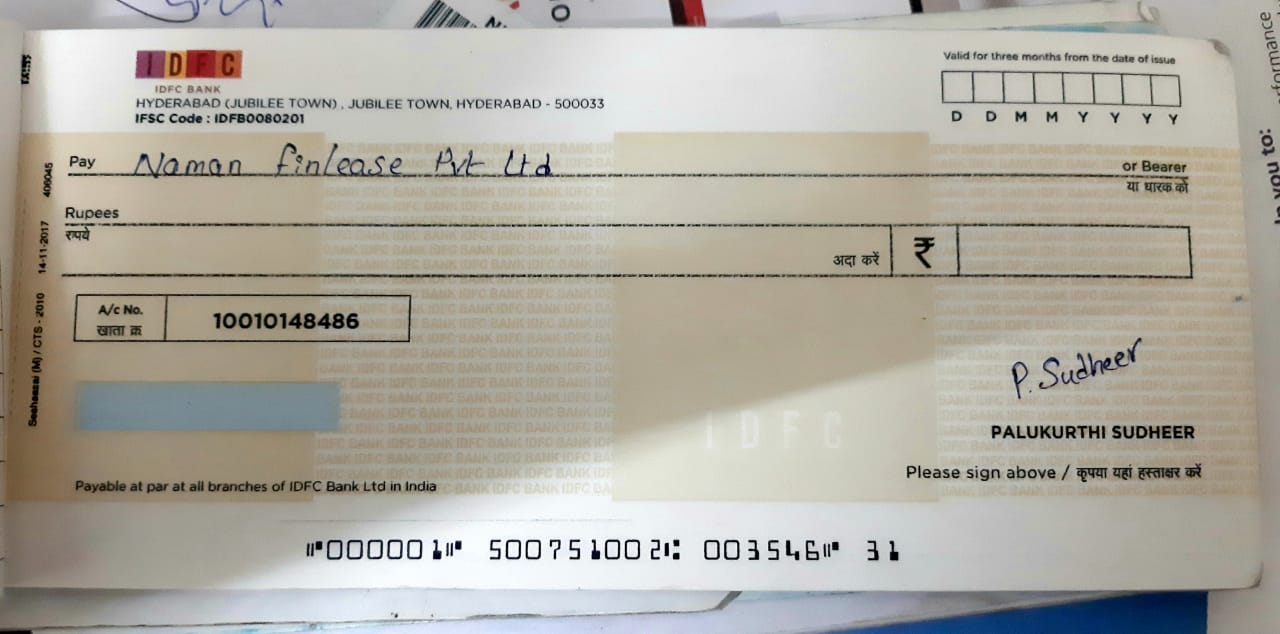 IDFC
IDFC BANK
HYDERABAD (JUBILEE TOWN) , JUBILEE TOWN, HYDERABAD - 500033
IFSC Code : IDFB0080201
Valid for three months from the date of issue
D D M M Y Y Y Y
Pay Naman finlease Pvt Ltd or Bearer
या धारक को
Rupees
रुपये
अदा करें ₹
A/c No.
खाता क्र
10010148486
P. Sudheer
PALUKURTHI SUDHEER
Please sign above / कृपया यहां हस्ताक्षर करें
IDFC
Payable at par at all branches of IDFC Bank Ltd in India
⑈000001⑈ 500751002⑆ 003546⑈ 31
Seshaasai (M) / CTS - 2010 14-11-2017 406045
you to: